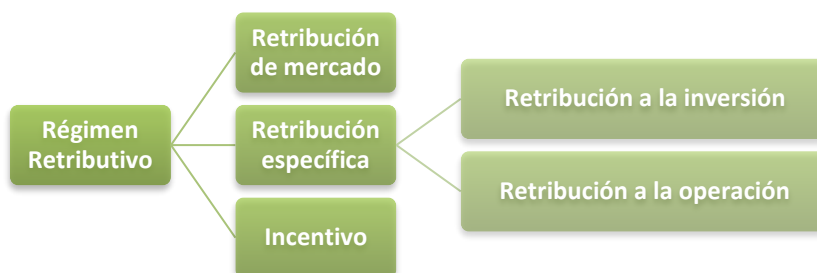 Régimen
Retributivo
Retribución
de mercado
Retribución
específica
Incentivo
Retribución a la inversión
Retribución a la operación